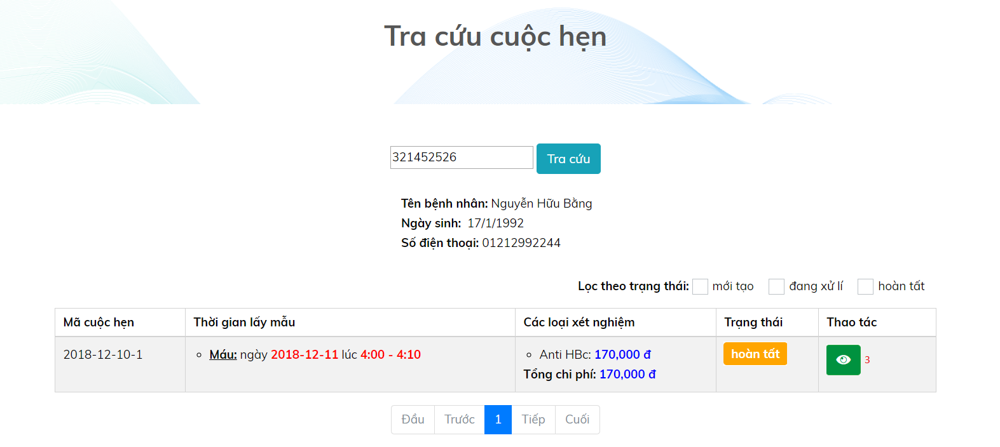 Tra cứu cuộc hẹn
321452526 Tra cứu
Tên bệnh nhân: Nguyễn Hữu Bằng
Ngày sinh: 17/1/1992
Số điện thoại: 01212992244
Lọc theo trạng thái: mới tạo đang xử lí hoàn tất
Mã cuộc hẹn Thời gian lấy mẫu Các loại xét nghiệm Trạng thái Thao tác
2018-12-10-1 Máu: ngày 2018-12-11 lúc 4:00 - 4:10 Anti HBc: 170,000 đ hoàn tất 3
Tổng chi phí: 170,000 đ
Đầu Trước 1 Tiếp Cuối